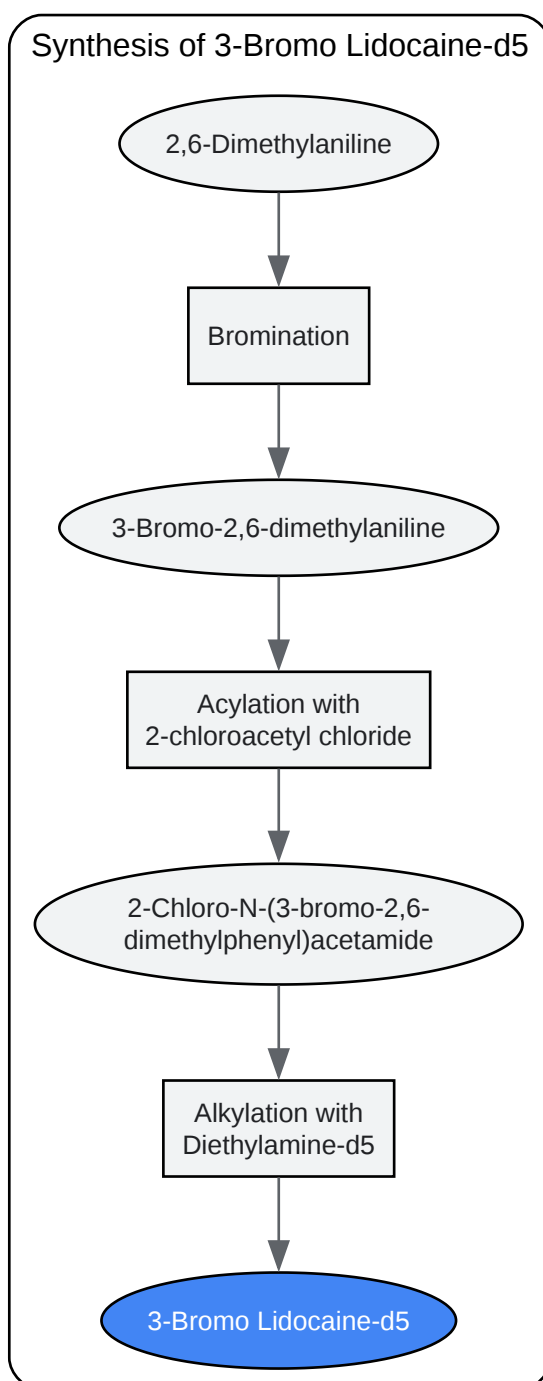 Synthesis of 3-Bromo Lidocaine-d5
2,6-Dimethylaniline
Bromination
3-Bromo-2,6-dimethylaniline
Acylation with
2-chloroacetyl chloride
2-Chloro-N-(3-bromo-2,6-
dimethylphenyl)acetamide
Alkylation with
Diethylamine-d5
3-Bromo Lidocaine-d5